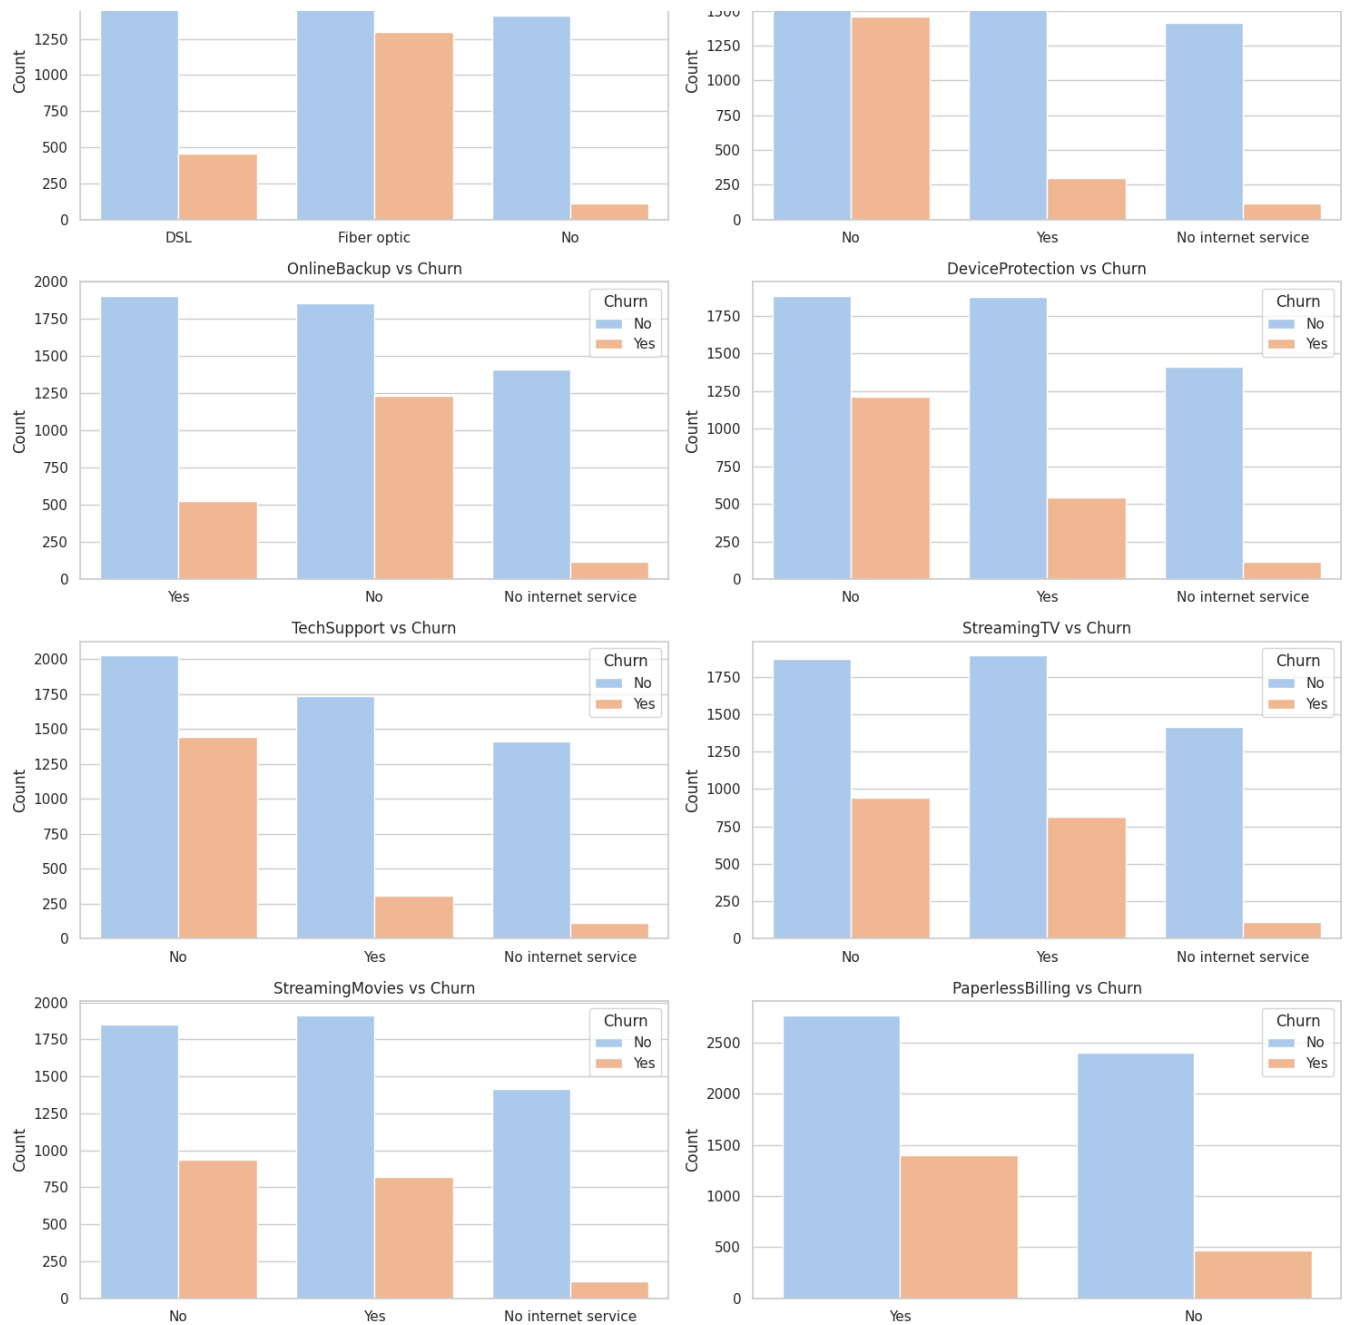 1250
1000
750
500
250
0
Count
DSL Fiber optic No
1500
1250
1000
750
500
250
0
Count
No Yes No internet service
OnlineBackup vs Churn
2000
1750
1500
1250
1000
750
500
250
0
Count
Churn
No
Yes
Yes No No internet service
DeviceProtection vs Churn
1750
1500
1250
1000
750
500
250
0
Count
Churn
No
Yes
No Yes No internet service
TechSupport vs Churn
2000
1750
1500
1250
1000
750
500
250
0
Count
Churn
No
Yes
No Yes No internet service
StreamingTV vs Churn
1750
1500
1250
1000
750
500
250
0
Count
Churn
No
Yes
No Yes No internet service
StreamingMovies vs Churn
2000
1750
1500
1250
1000
750
500
250
0
Count
Churn
No
Yes
No Yes No internet service
PaperlessBilling vs Churn
2500
2000
1500
1000
500
0
Count
Churn
No
Yes
Yes No